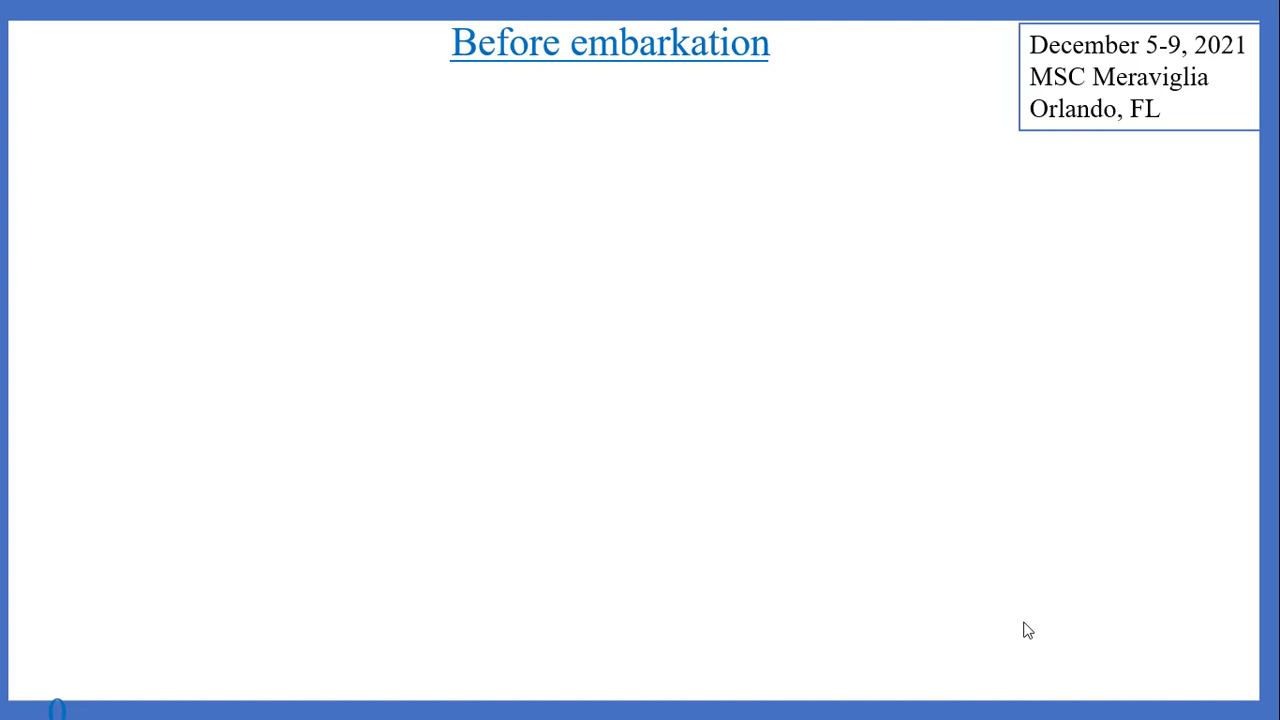 Before embarkation
December 5-9, 2021
MSC Meraviglia
Orlando, FL